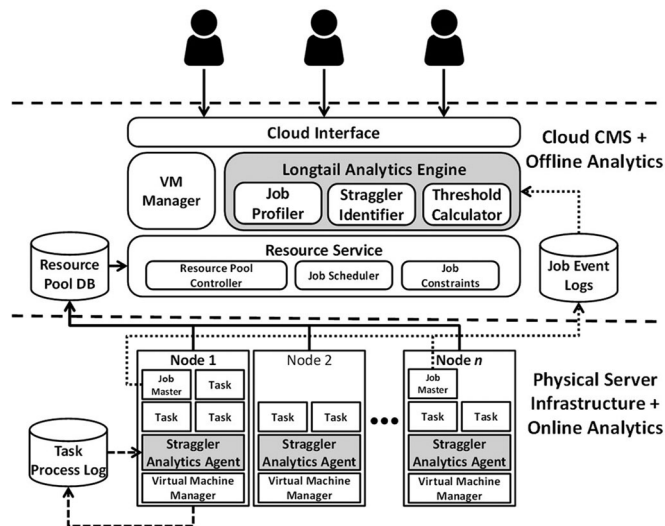 Cloud Interface
Cloud CMS +
Offline Analytics
VM
Manager
Longtail Analytics Engine
Job
Profiler
Straggler
Identifier
Threshold
Calculator
Resource
Pool DB
Resource Service
Resource Pool
Controller
Job Scheduler
Job
Constraints
Job Event
Logs
Node 1
Job
Master
Task
Task
Task
Straggler
Analytics Agent
Virtual Machine
Manager
Node 2
Task
Task
Straggler
Analytics Agent
Virtual Machine
Manager
Node n
Job
Master
Task
Task
Straggler
Analytics Agent
Virtual Machine
Manager
Physical Server
Infrastructure +
Online Analytics
Task
Process Log